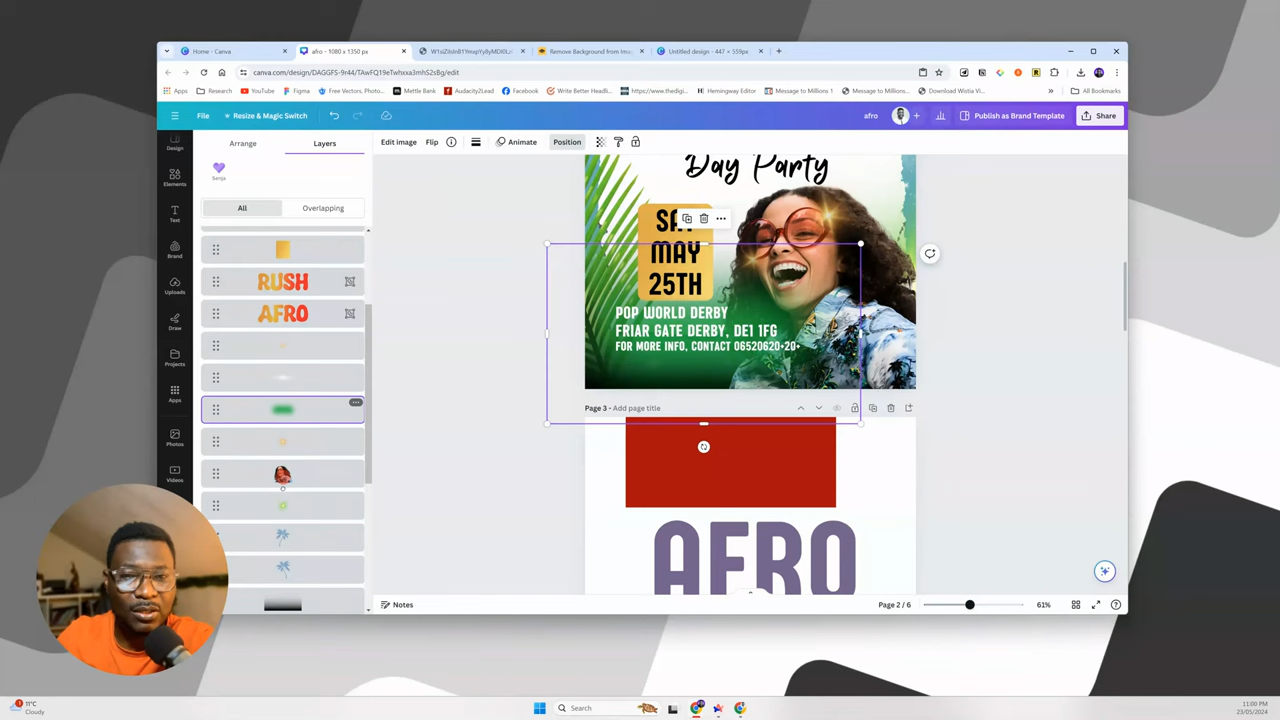 Home - Canva
afro - 1080 x 1350 px
Remove Background from Imag
Untitled design - 447 × 559px
canva.com/design/DAGGFS-9r44/TAwFQ19eTwhxxa3mhS2sBg/edit
Apps
Research
YouTube
Figma
Free Vectors, Photo...
Mettle Bank
Audacity2Lead
Facebook
Write Better Headli...
https://www.thedigi...
Hemingway Editor
Message to Millions 1
Message to Millions...
Download Wistia Vi...
All Bookmarks
File
Resize & Magic Switch
afro
Publish as Brand Template
Share
Design
Elements
Text
Brand
Uploads
Draw
Projects
Apps
Photos
Videos
Arrange
Layers
Senja
All
Overlapping
RUSH
AFRO
Edit image
Flip
Animate
Position
Day Party
SAT
MAY
25TH
POP WORLD DERBY
FRIAR GATE DERBY, DE1 1FG
FOR MORE INFO, CONTACT 06520620+20+
Page 3 - Add page title
AFRO
Notes
Page 2 / 6
61%
11°C
Cloudy
Search
11:00 PM
23/05/2024